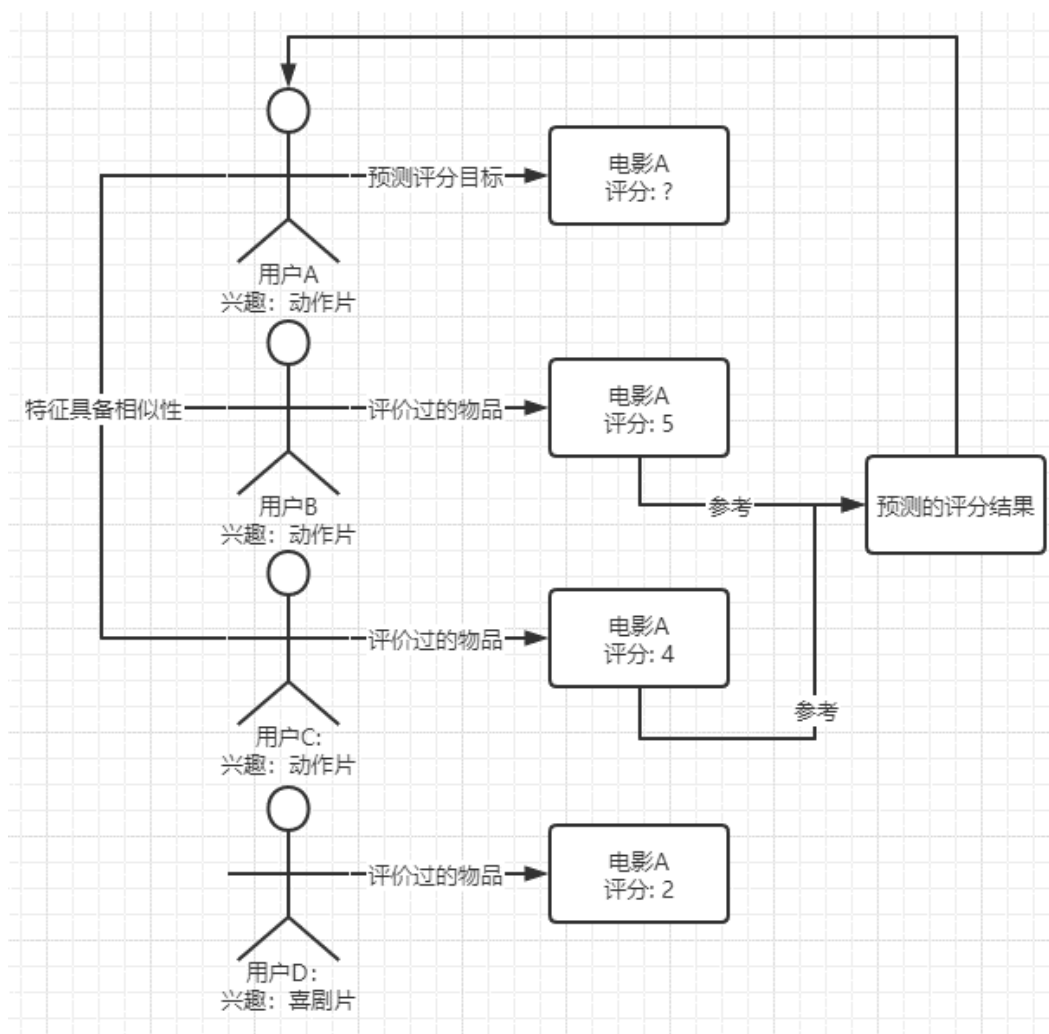 预测评分目标
电影A
评分: ?
用户A
兴趣：动作片
特征具备相似性
评价过的物品
电影A
评分: 5
用户B
兴趣：动作片
参考
预测的评分结果
评价过的物品
电影A
评分: 4
参考
用户C:
兴趣：动作片
评价过的物品
电影A
评分: 2
用户D：
兴趣：喜剧片